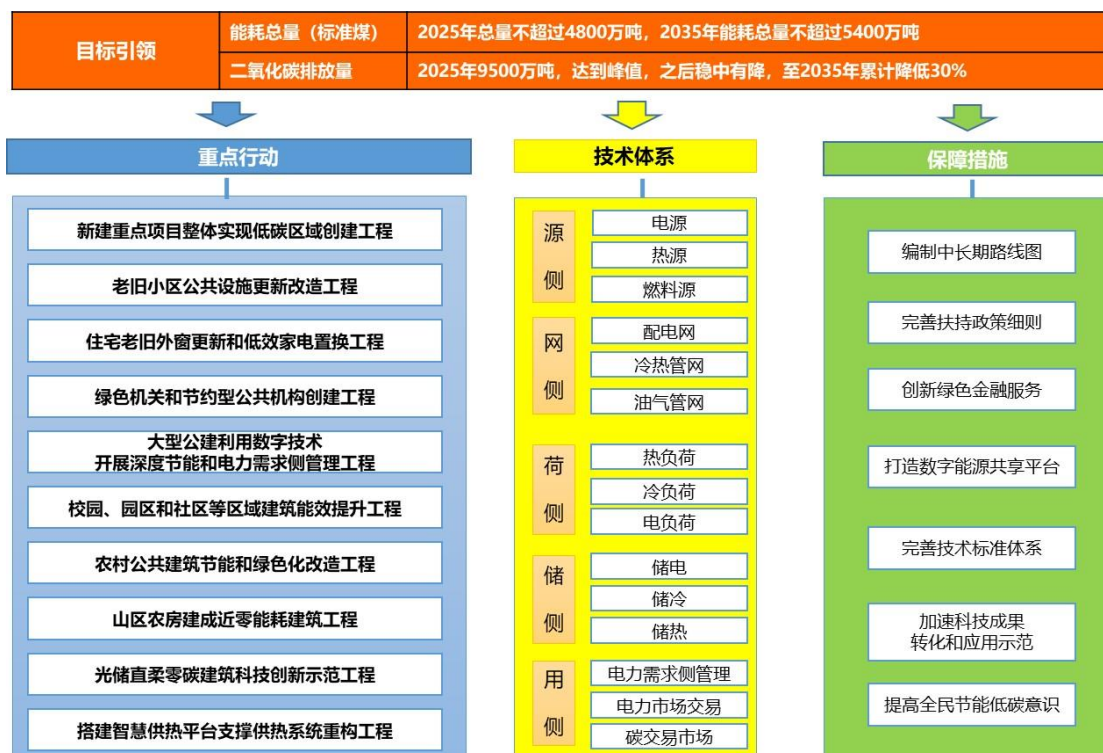 目标引领
能耗总量（标准煤）
2025年总量不超过4800万吨，2035年能耗总量不超过5400万吨
二氧化碳排放量
2025年9500万吨，达到峰值，之后稳中有降，至2035年累计降低30%
重点行动
新建重点项目整体实现低碳区域创建工程
老旧小区公共设施更新改造工程
住宅老旧外窗更新和低效家电置换工程
绿色机关和节约型公共机构创建工程
大型公建利用数字技术
开展深度节能和电力需求侧管理工程
校园、园区和社区等区域建筑能效提升工程
农村公共建筑节能和绿色化改造工程
山区农房建成近零能耗建筑工程
光储直柔零碳建筑科技创新示范工程
搭建智慧供热平台支撑供热系统重构工程
技术体系
源
侧
电源
热源
燃料源
网
侧
配电网
冷热管网
油气管网
荷
侧
热负荷
冷负荷
电负荷
储
侧
储电
储冷
储热
用
侧
电力需求侧管理
电力市场交易
碳交易市场
保障措施
编制中长期路线图
完善扶持政策细则
创新绿色金融服务
打造数字能源共享平台
完善技术标准体系
加速科技成果
转化和应用示范
提高全民节能低碳意识